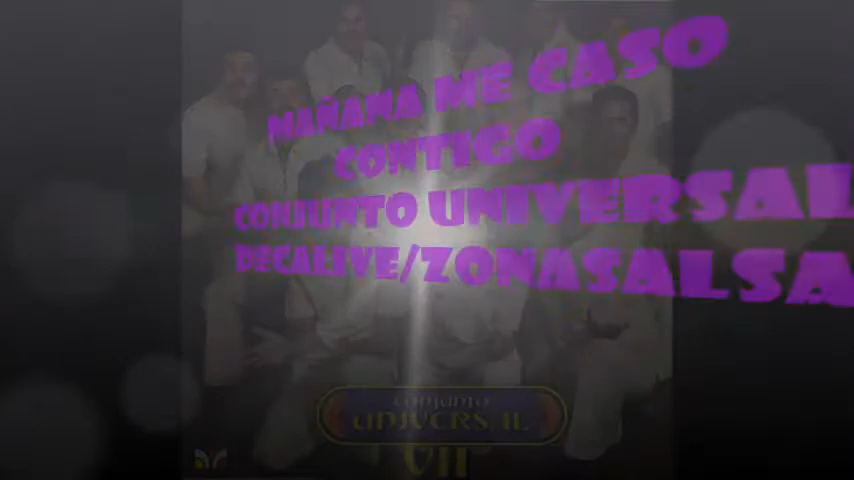 MAÑANA ME CASO
CONTIGO
CONJUNTO UNIVERSAL
DECALIVE/ZONASALSA
CONJUNTO
UNIVERSAL
VII